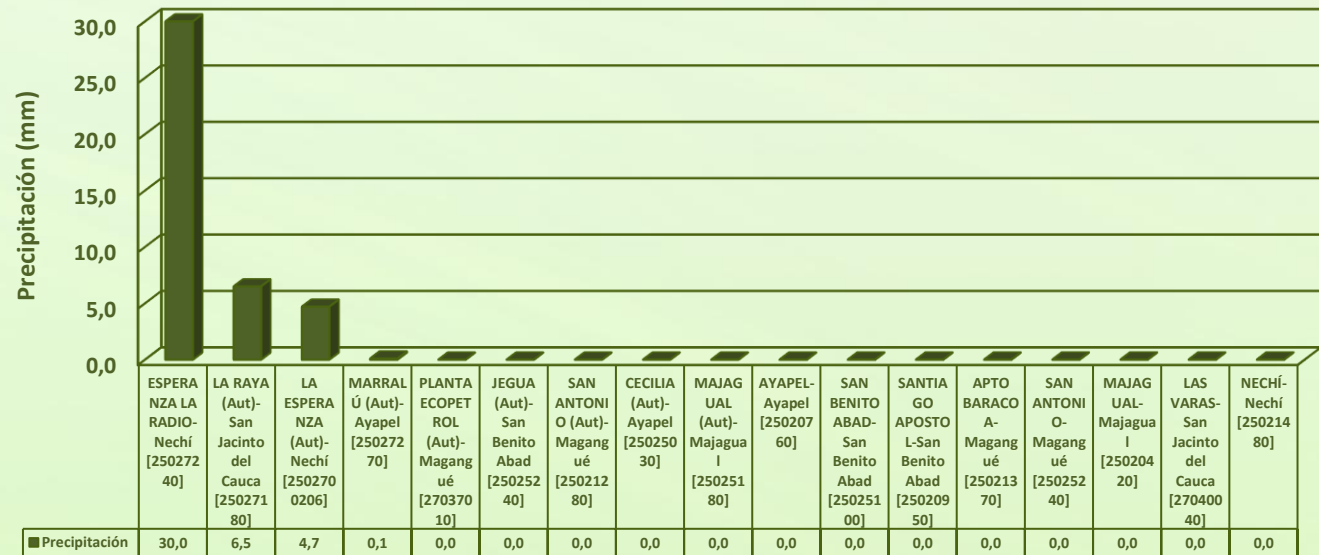 Precipitación (mm)
30,0
25,0
20,0
15,0
10,0
5,0
0,0
ESPERA
NZA LA
RADIO-
Nechí
[250272
40]
LA RAYA
(Aut)-
San
Jacinto
del
Cauca
[250271
80]
LA
ESPERA
NZA
(Aut)-
Nechí
[250270
0206]
MARRAL
Ú (Aut)-
Ayapel
[250272
70]
PLANTA
ECOPET
ROL
(Aut)-
Magang
ué
[270370
10]
JEGUA
(Aut)-
San
Benito
Abad
[250252
40]
SAN
ANTONI
O (Aut)-
Magang
ué
[250212
80]
CECILIA
(Aut)-
Ayapel
[250250
30]
MAJAG
UAL
(Aut)-
Majagua
l
[250251
80]
AYAPEL-
Ayapel
[250207
60]
SAN
BENITO
ABAD-
San
Benito
Abad
[250251
00]
SANTIA
GO
APOSTO
L-San
Benito
Abad
[250209
50]
APTO
BARACO
A-
Magang
ué
[250213
70]
SAN
ANTONI
O-
Magang
ué
[250252
40]
MAJAG
UAL-
Majagua
l
[250204
20]
LAS
VARAS-
San
Jacinto
del
Cauca
[270400
40]
NECHÍ-
Nechí
[250214
80]
Precipitación 30,0 6,5 4,7 0,1 0,0 0,0 0,0 0,0 0,0 0,0 0,0 0,0 0,0 0,0 0,0 0,0 0,0